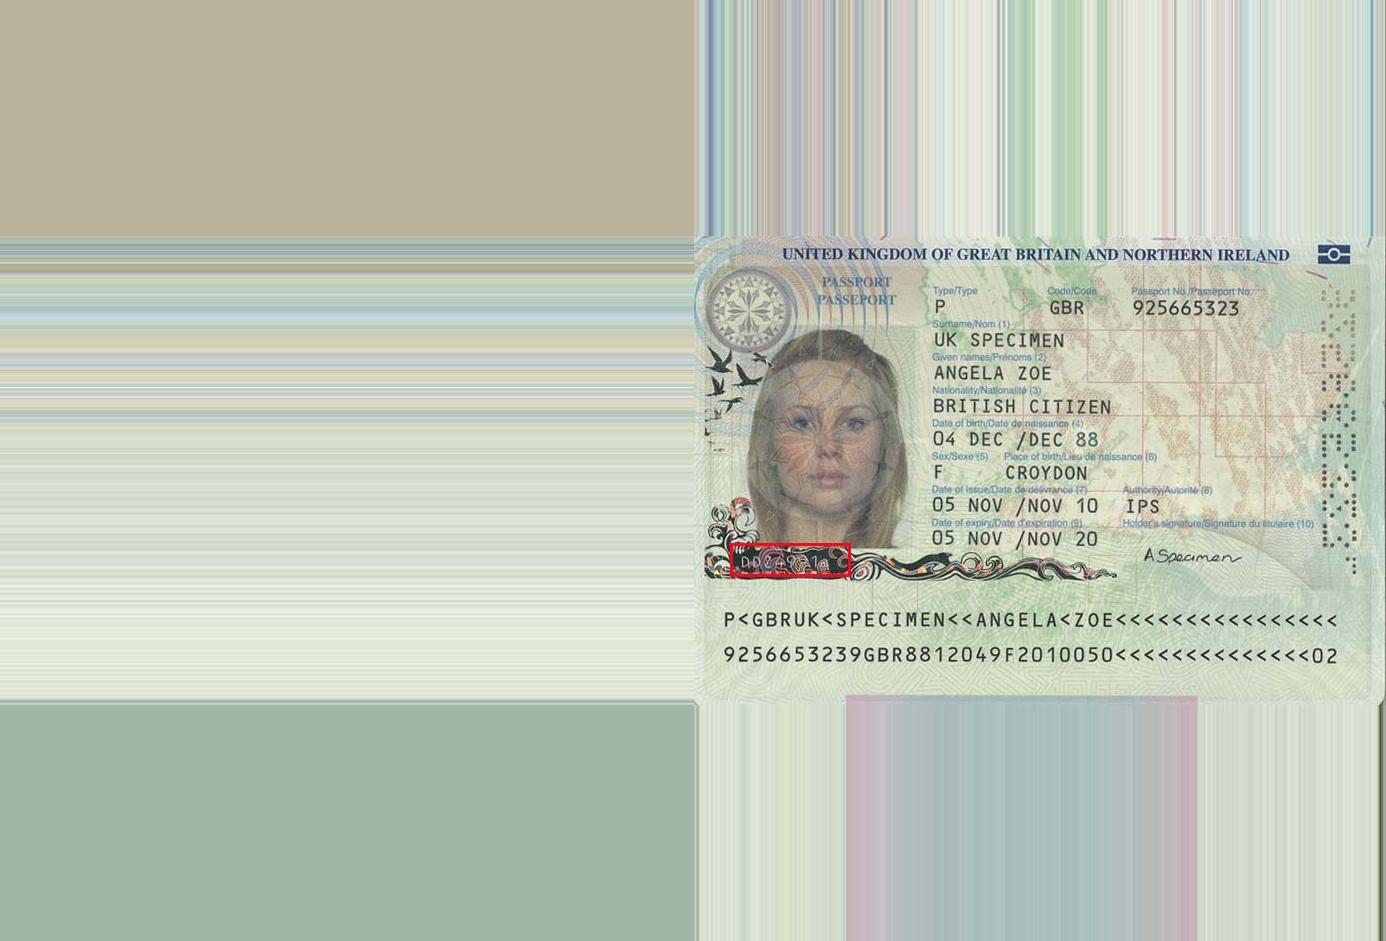 UNITED KINGDOM OF GREAT BRITAIN AND NORTHERN IRELAND
PASSPORT
PASSEPORT
Type/Type Code/Code Passport No./Passeport No.
P GBR 925665323
Surname/Nom (1)
UK SPECIMEN
Given names/Prénoms (2)
ANGELA ZOE
Nationality/Nationalité (3)
BRITISH CITIZEN
Date of birth/Date de naissance (4)
04 DEC /DEC 88
Sex/Sexe (5) Place of birth/Lieu de naissance (6)
F CROYDON
Date of issue/Date de délivrance (7) Authority/Autorité (8)
05 NOV /NOV 10 IPS
Date of expiry/Date d'expiration (9) Holder's signature/Signature du titulaire (10)
05 NOV /NOV 20
A Specimen
P<GBRUK<SPECIMEN<<ANGELA<ZOE<<<<<<<<<<<<<<<<
9256653239GBR8812049F2010050<<<<<<<<<<<<<<02